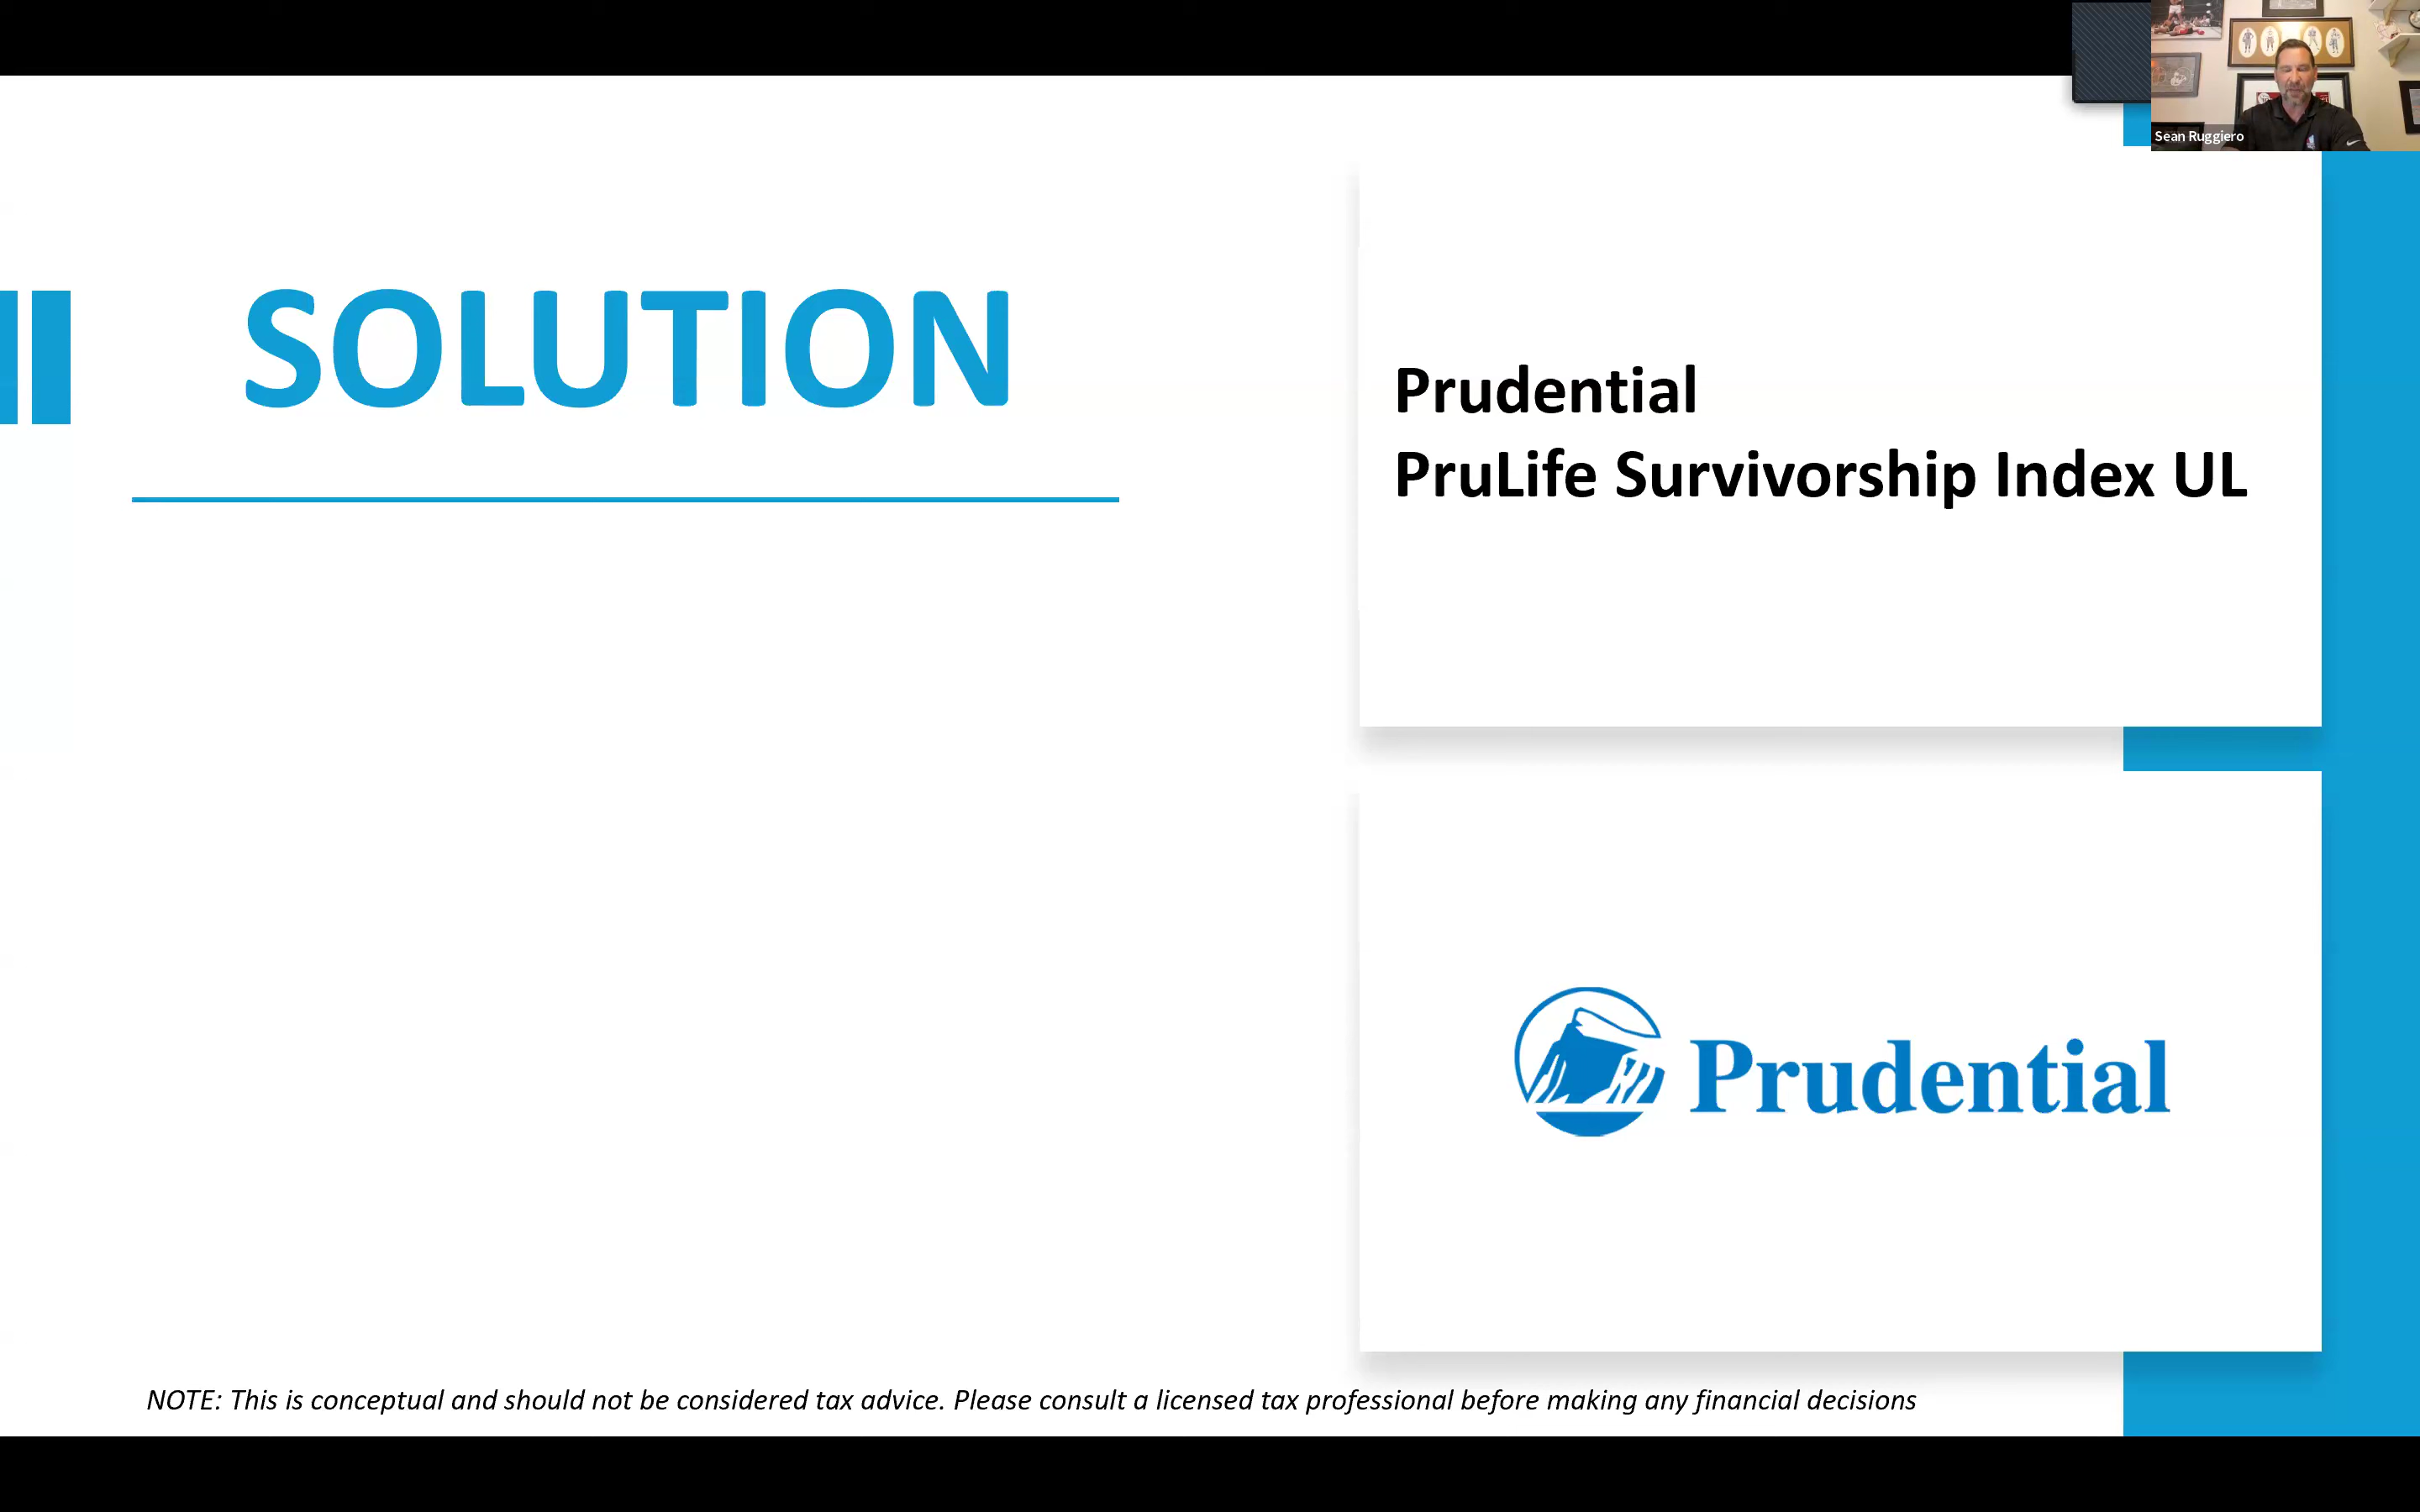 Sean Ruggiero
SOLUTION
Prudential
PruLife Survivorship Index UL
Prudential
NOTE: This is conceptual and should not be considered tax advice. Please consult a licensed tax professional before making any financial decisions